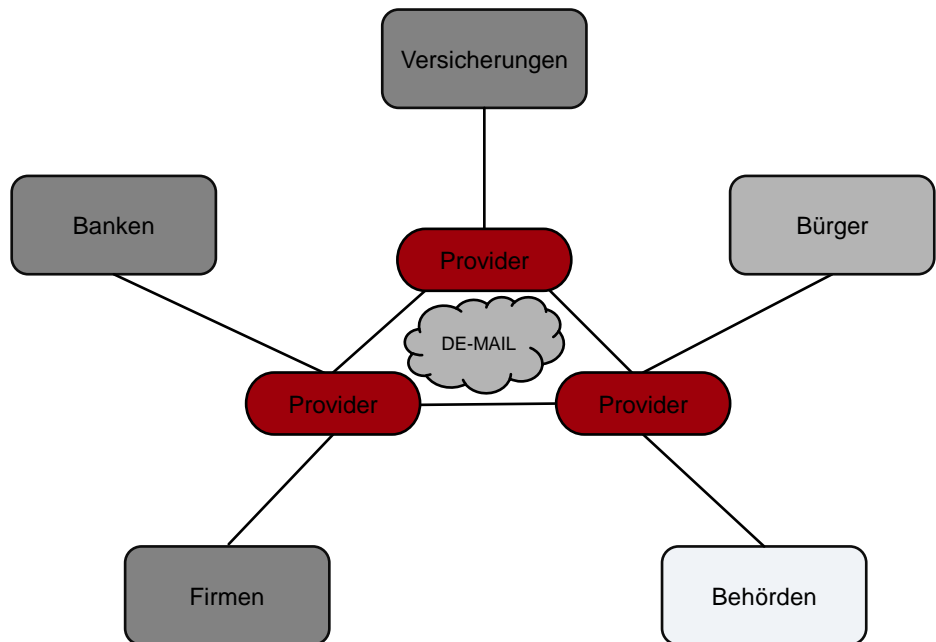 Versicherungen
Banken
Bürger
Provider
DE-MAIL
Provider
Provider
Firmen
Behörden